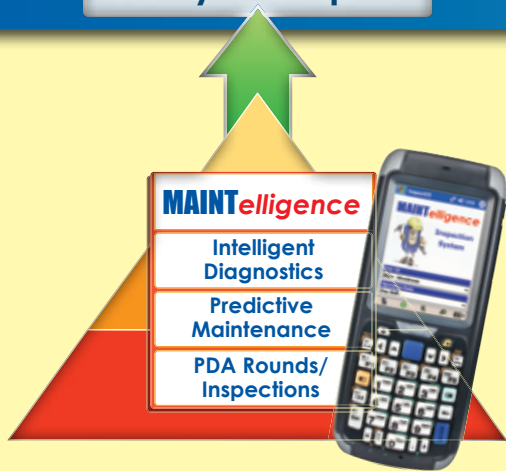 MAINTelligence
Intelligent
Diagnostics
Predictive
Maintenance
PDA Rounds/
Inspections
MAINTelligence
Inspection
System